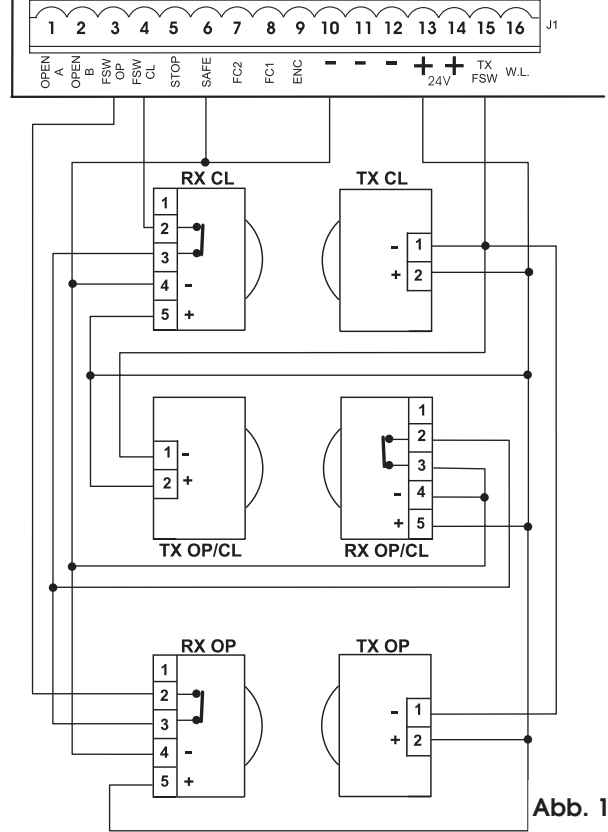 1 2 3 4 5 6 7 8 9 10 11 12 13 14 15 16 J1
OPEN A
OPEN B
FSW OP
FSW CL
STOP
SAFE
FC2
FC1
ENC
- - - + +
24V
TX FSW
W.L.
RX CL TX CL
1
2
3
4 -
5 +
- 1
+ 2
1 -
2 +
1
2
3
- 4
+ 5
TX OP/CL RX OP/CL
RX OP TX OP
1
2
3
4 -
5 +
- 1
+ 2
Abb. 1